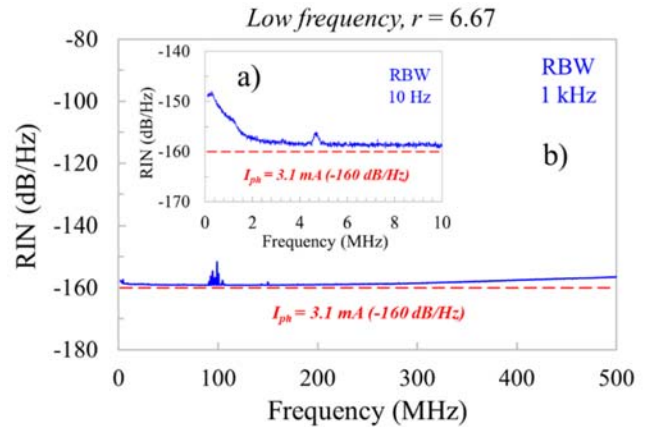 Low frequency, r = 6.67
-80
-100
-120
-140
-160
-180
RIN (dB/Hz)
0
100
200
300
400
500
Frequency (MHz)
RBW
1 kHz
b)
I_ph = 3.1 mA (-160 dB/Hz)
a)
RBW
10 Hz
-140
-150
-160
-170
RIN (dB/Hz)
I_ph = 3.1 mA (-160 dB/Hz)
0
2
4
6
8
10
Frequency (MHz)